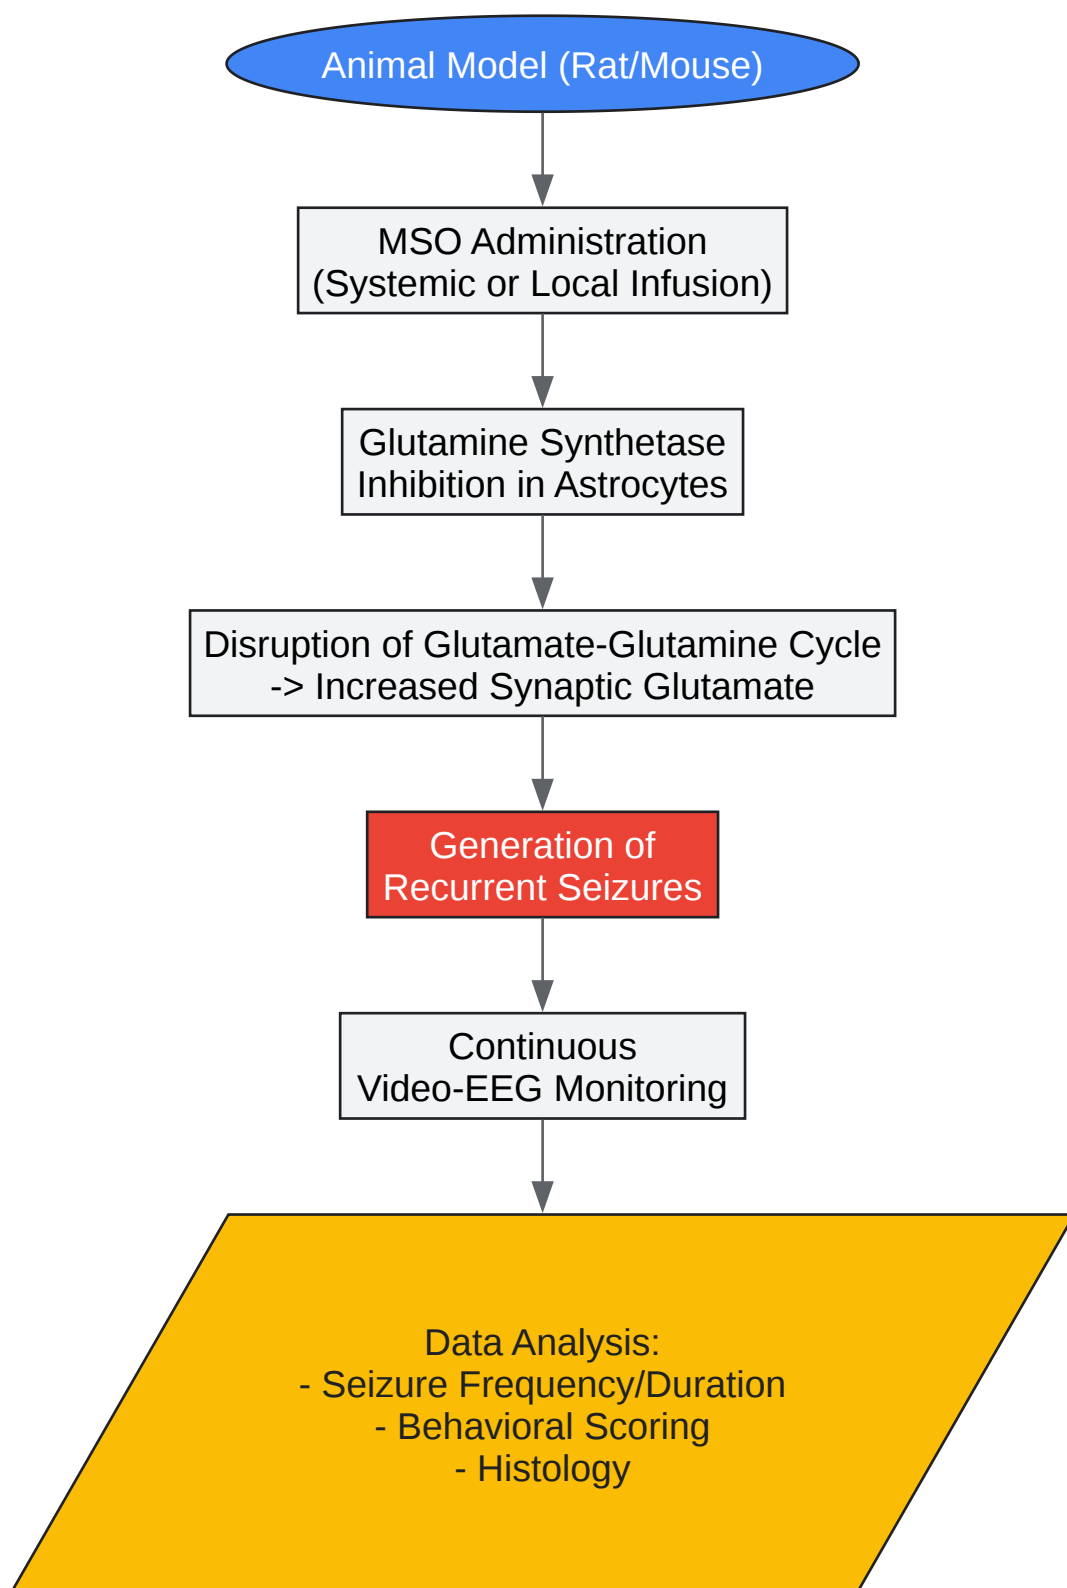 Animal Model (Rat/Mouse)
MSO Administration
(Systemic or Local Infusion)
Glutamine Synthetase
Inhibition in Astrocytes
Disruption of Glutamate-Glutamine Cycle
-> Increased Synaptic Glutamate
Generation of
Recurrent Seizures
Continuous
Video-EEG Monitoring
Data Analysis:
- Seizure Frequency/Duration
- Behavioral Scoring
- Histology